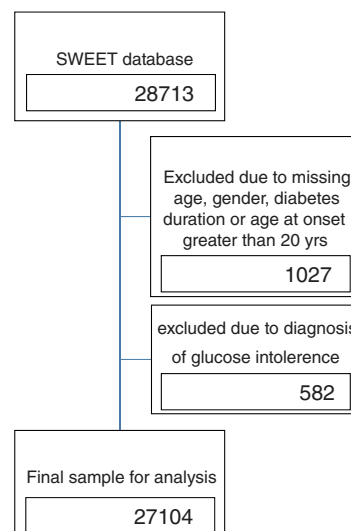 SWEET database
28713
Excluded due to missing
age, gender, diabetes
duration or age at onset
greater than 20 yrs
1027
excluded due to diagnosis
of glucose intolerence
582
Final sample for analysis
27104